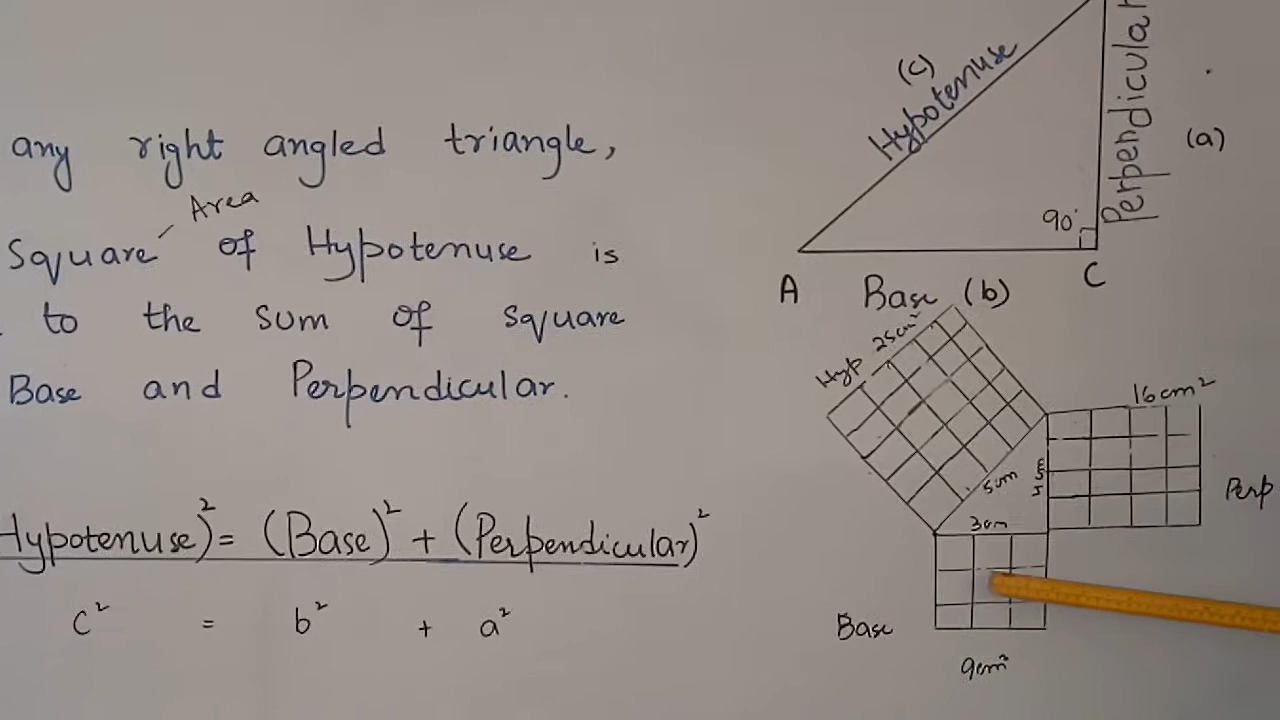 any right angled triangle,
Area
Square of Hypotenuse is
to the sum of square
Base and Perpendicular.
Hypotenuse)² = (Base)² + (Perpendicular)²
c² = b² + a²
(c)
Hypotenuse
Perpendicular
(a)
90°
A
Base (b)
C
Hyp 25cm²
16cm²
Perp
5cm
3cm
Base
9cm²